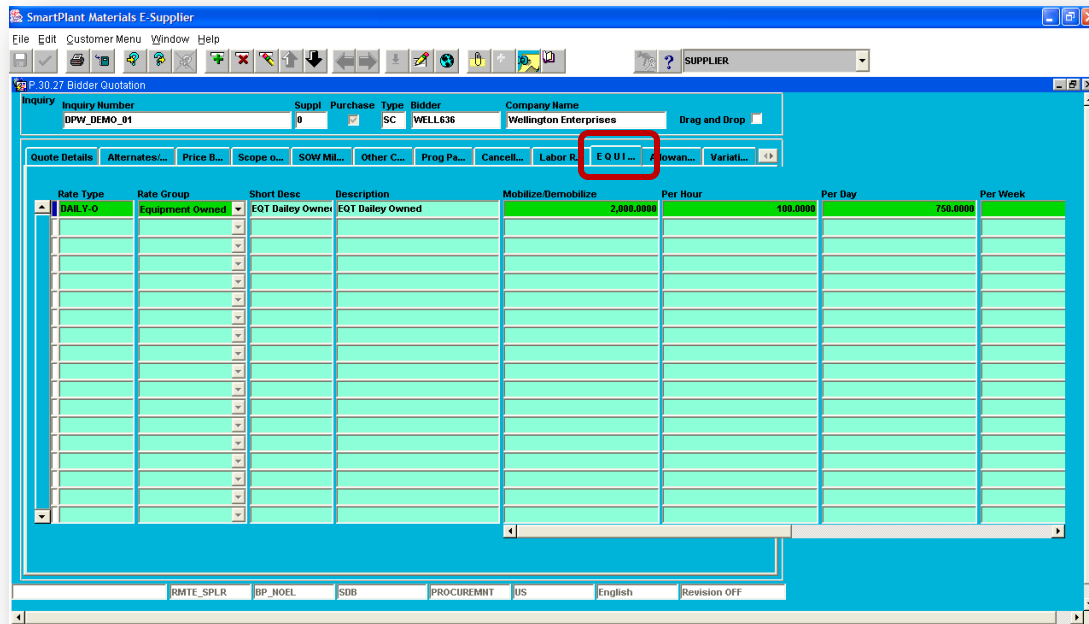 SmartPlant Materials E-Supplier
File Edit Customer Menu Window Help
SUPPLIER
P.30.27 Bidder Quotation
Inquiry
Inquiry Number Suppl Purchase Type Bidder Company Name
DPW_DEMO_01 0 SC WELL636 Wellington Enterprises Drag and Drop
Quote Details Alternates/... Price B... Scope o... SOW Mil... Other C... Prog Pa... Cancell... Labor R... E Q U I ... Allowan... Variati...
Rate Type Rate Group Short Desc Description Mobilize/Demobilize Per Hour Per Day Per Week
DAILY-O Equipment Owned EQT Dailey Owned EQT Dailey Owned 2,000.0000 100.0000 750.0000
RMTE_SPLR BP_NOEL SDB PROCUREMNT US English Revision OFF